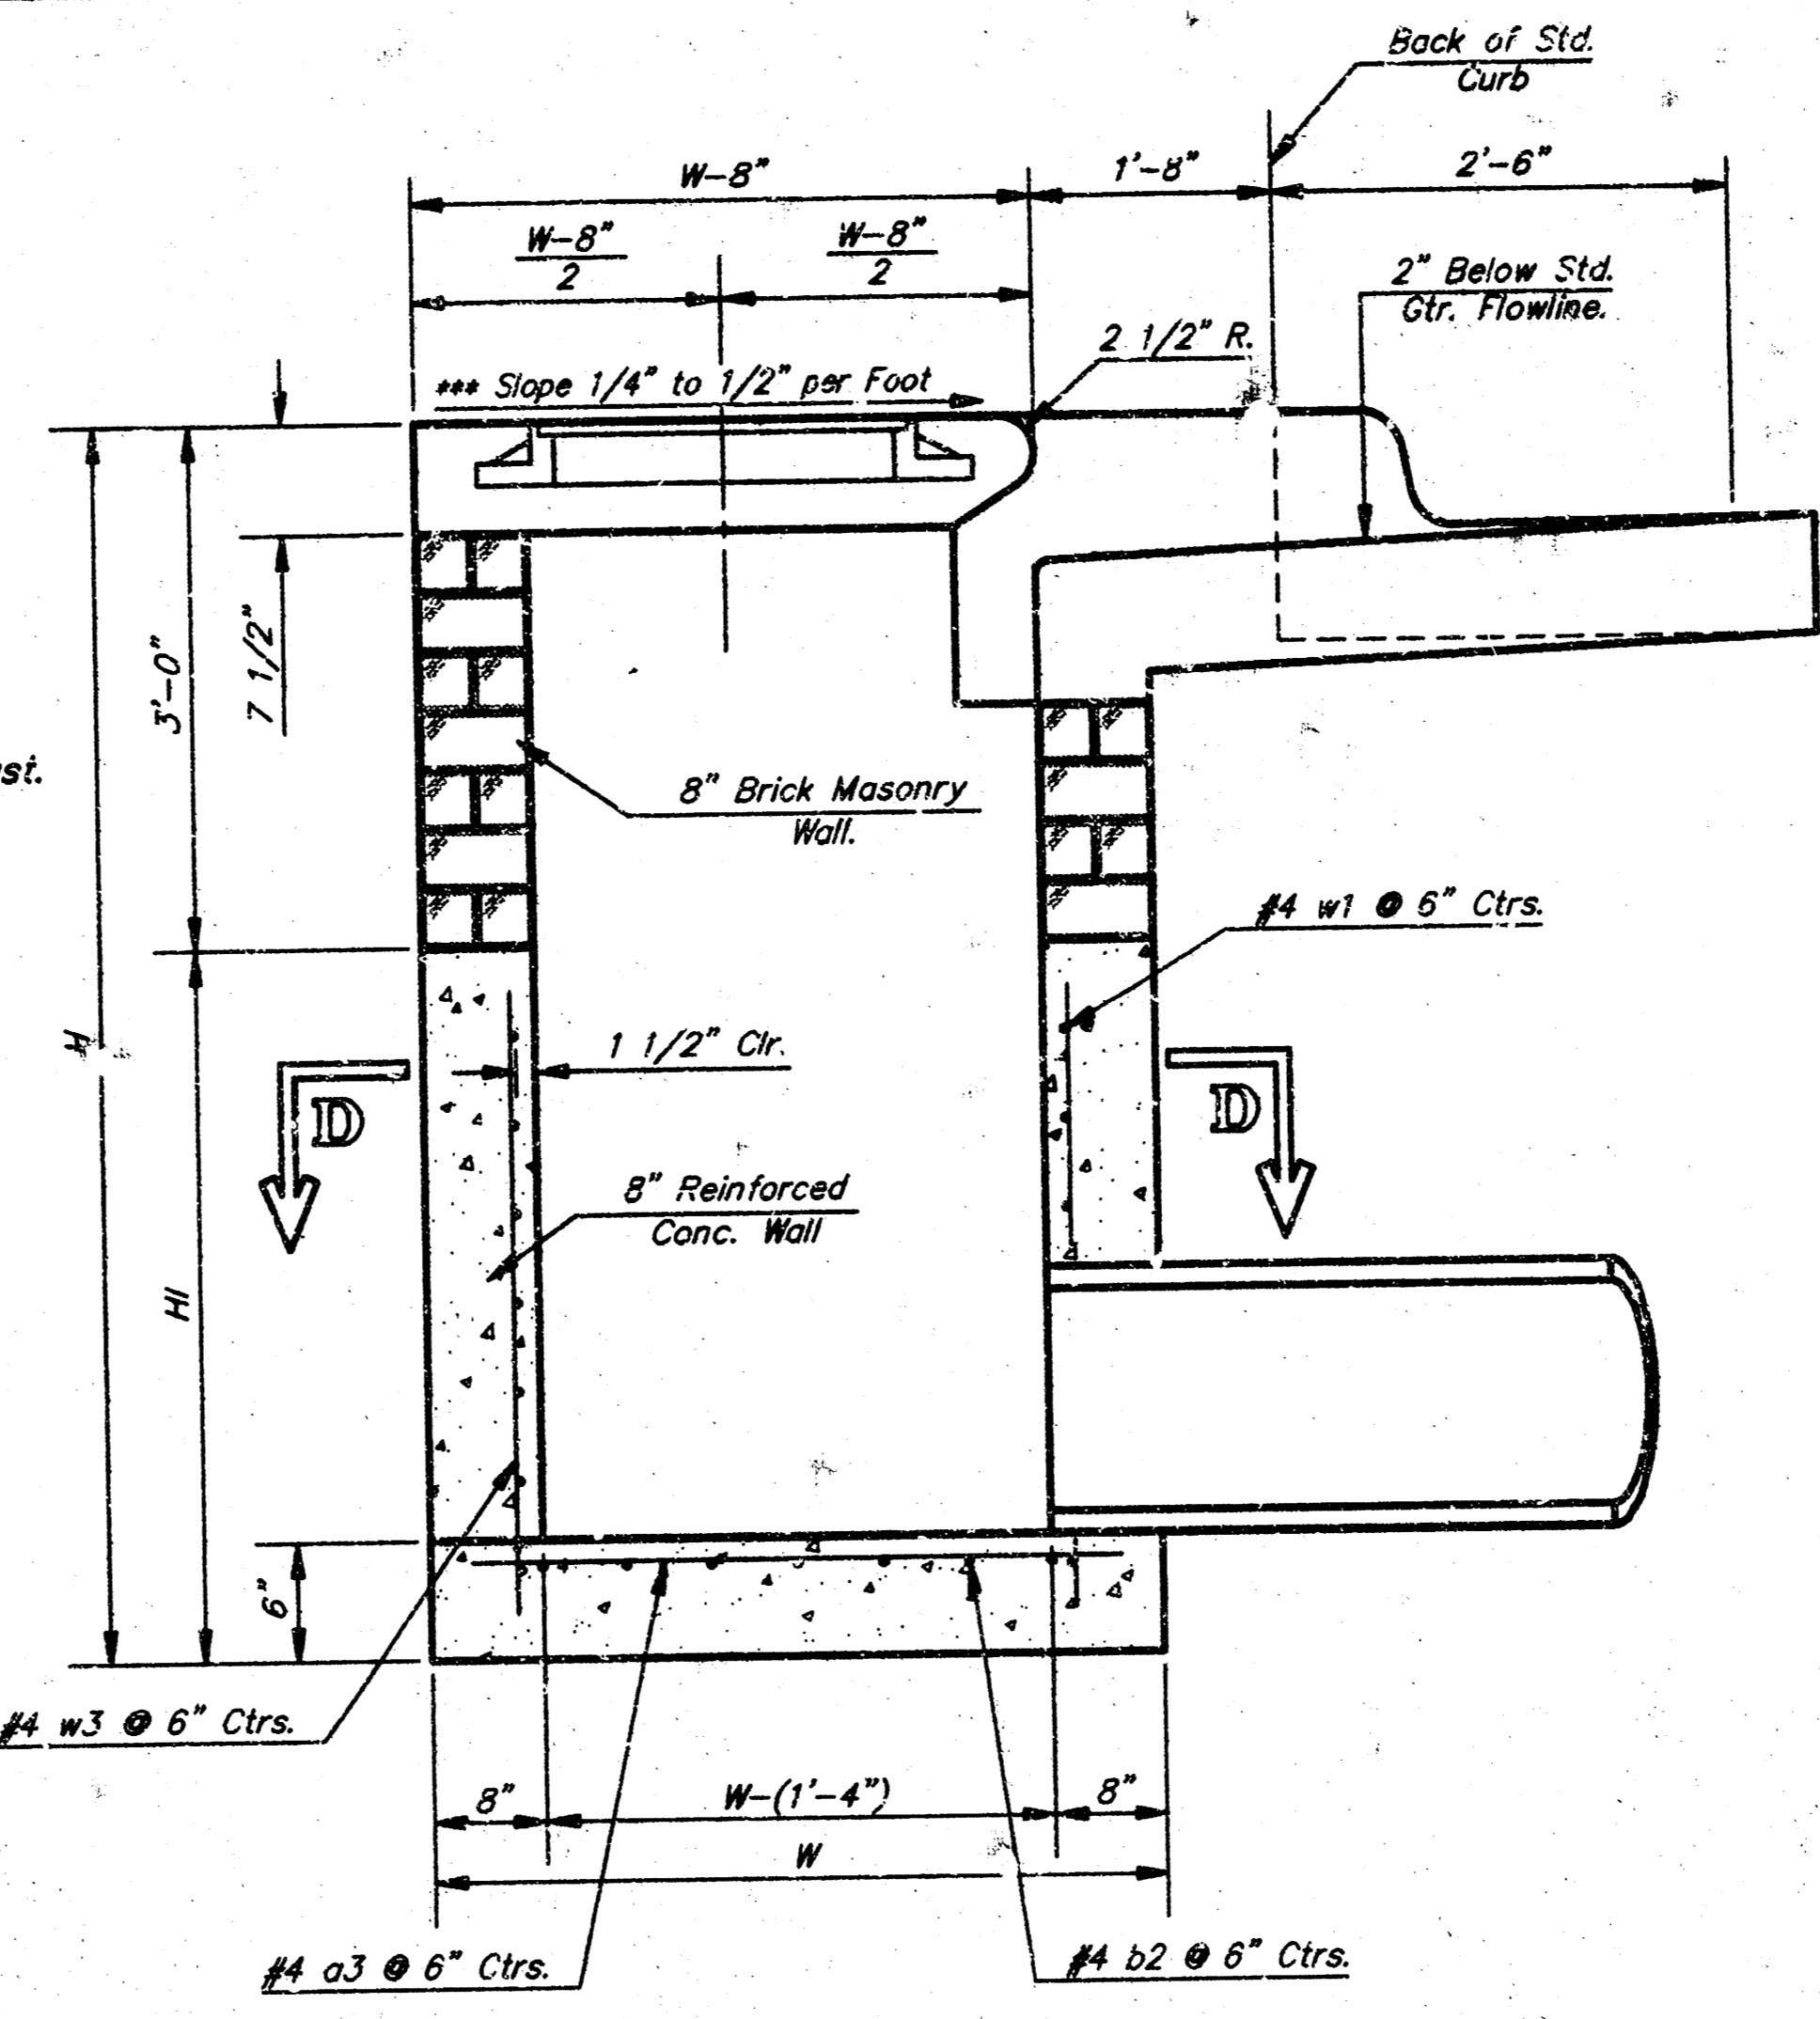 Back of Std.
Curb
W-8"
1'-8"
2'-6"
W-8"
2
W-8"
2
2" Below Std.
Gtr. Flowline.
2 1/2" R.
*** Slope 1/4" to 1/2" per Foot
3'-0"
7 1/2"
st.
8" Brick Masonry
Wall.
#4 w1 @ 6" Ctrs.
H
1 1/2" Clr.
D
D
8" Reinforced
Conc. Wall
H1
6"
#4 w3 @ 6" Ctrs.
8"
W-(1'-4")
8"
W
#4 a3 @ 6" Ctrs.
#4 b2 @ 6" Ctrs.